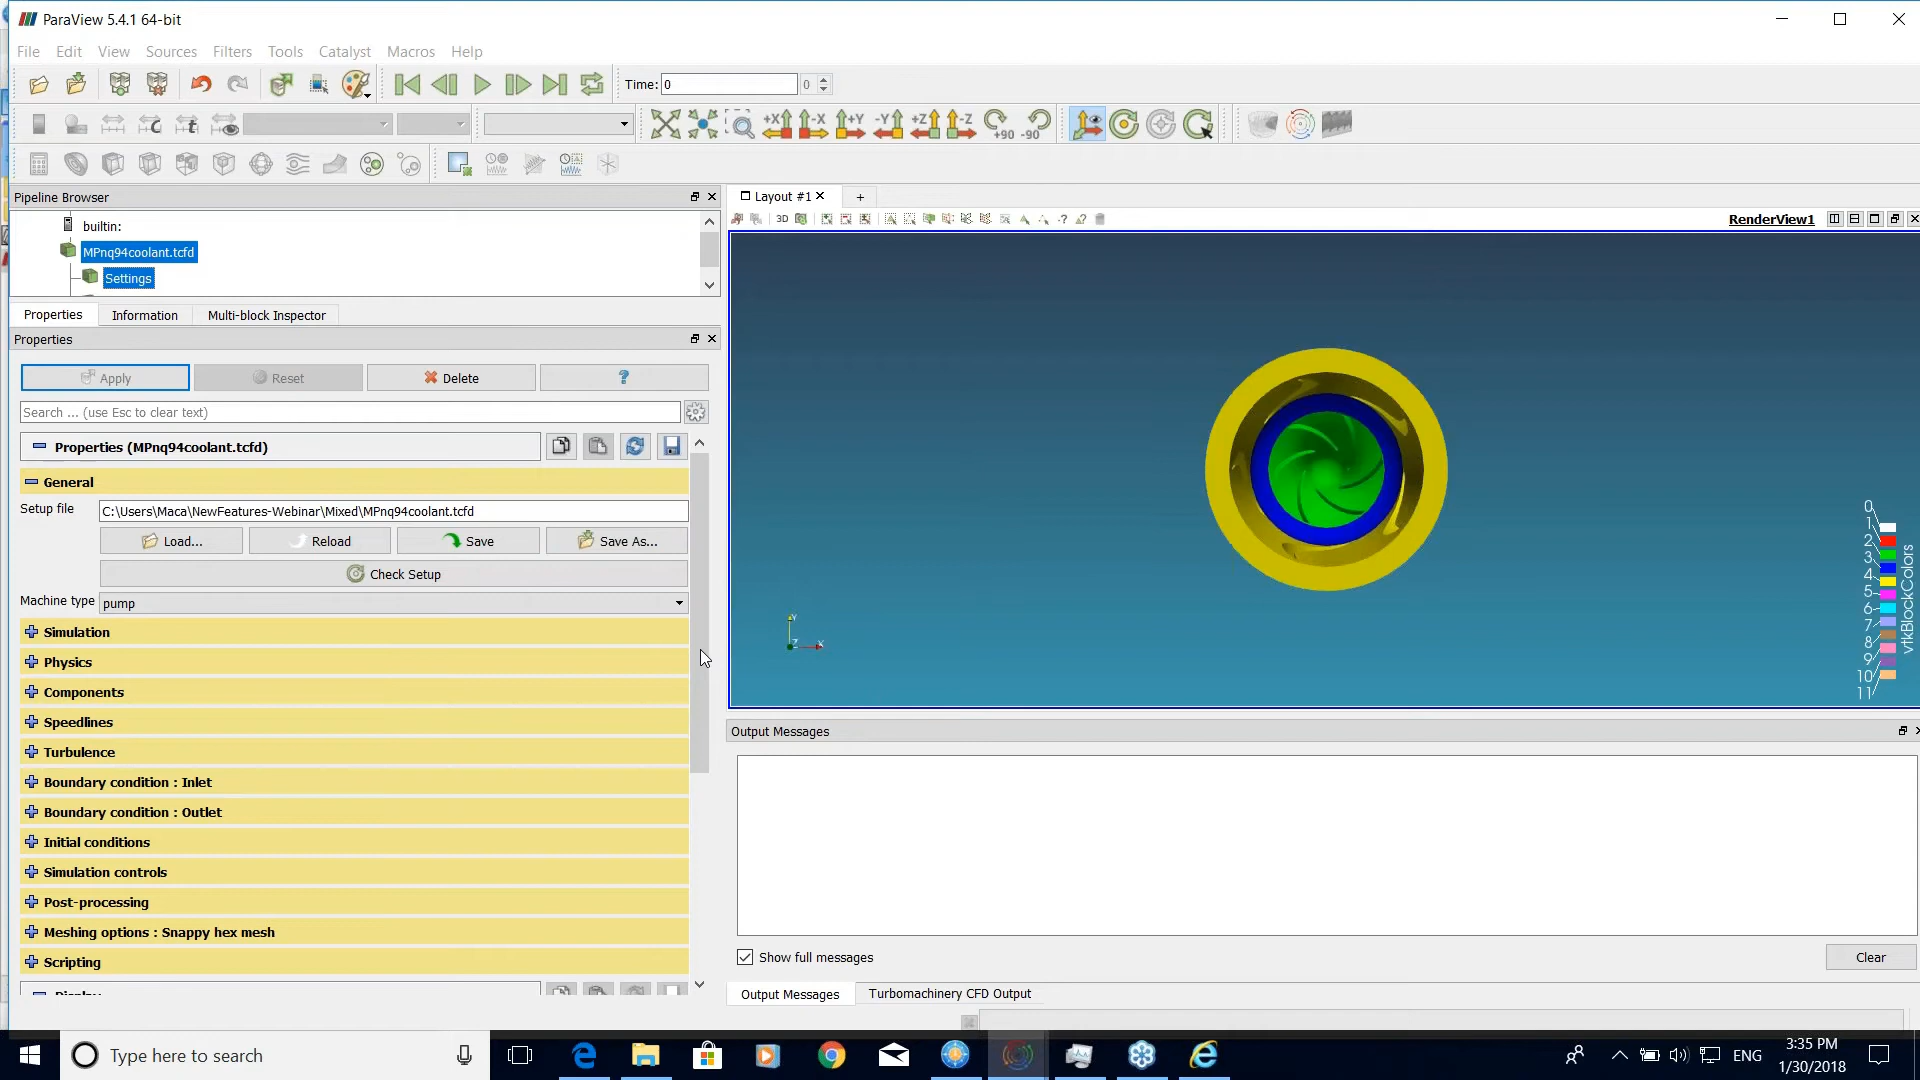 ParaView 5.4.1 64-bit
File Edit View Sources Filters Tools Catalyst Macros Help
Time: 0 0
+X -X +Y -Y +Z -Z +90 -90
Pipeline Browser
builtin:
MPnq94coolant.tcfd
Settings
Properties Information Multi-block Inspector
Properties
Apply Reset Delete ?
Search ... (use Esc to clear text)
Properties (MPnq94coolant.tcfd)
General
Setup file C:\Users\Maca\NewFeatures-Webinar\Mixed\MPnq94coolant.tcfd
Load... Reload Save Save As...
Check Setup
Machine type pump
Simulation
Physics
Components
Speedlines
Turbulence
Boundary condition : Inlet
Boundary condition : Outlet
Initial conditions
Simulation controls
Post-processing
Meshing options : Snappy hex mesh
Scripting
Layout #1 +
3D
RenderView1
Y
Z X
0
1
2
3
4
5
6
7
8
9
10
11
vtkBlockColors
Output Messages
Show full messages
Clear
Output Messages Turbomachinery CFD Output
Type here to search
ENG
3:35 PM
1/30/2018